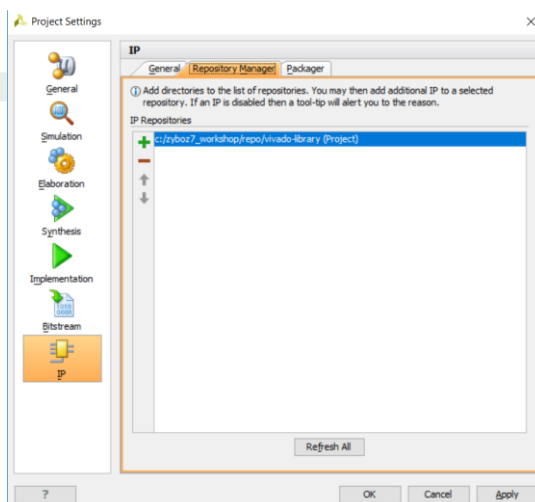 Project Settings
General
Simulation
Elaboration
Synthesis
Implementation
1010
0001
Bitstream
IP
IP
General
Repository Manager
Packager
Add directories to the list of repositories. You may then add additional IP to a selected
repository. If an IP is disabled then a tool-tip will alert you to the reason.
IP Repositories
c:/zyboz7_workshop/repo/vivado-library (Project)
Refresh All
?
OK
Cancel
Apply